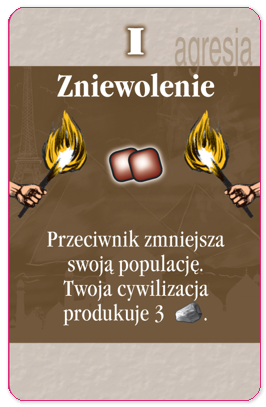 I
agresja
Zniewolenie
Przeciwnik zmniejsza
swoją populację.
Twoja cywilizacja
produkuje 3 .